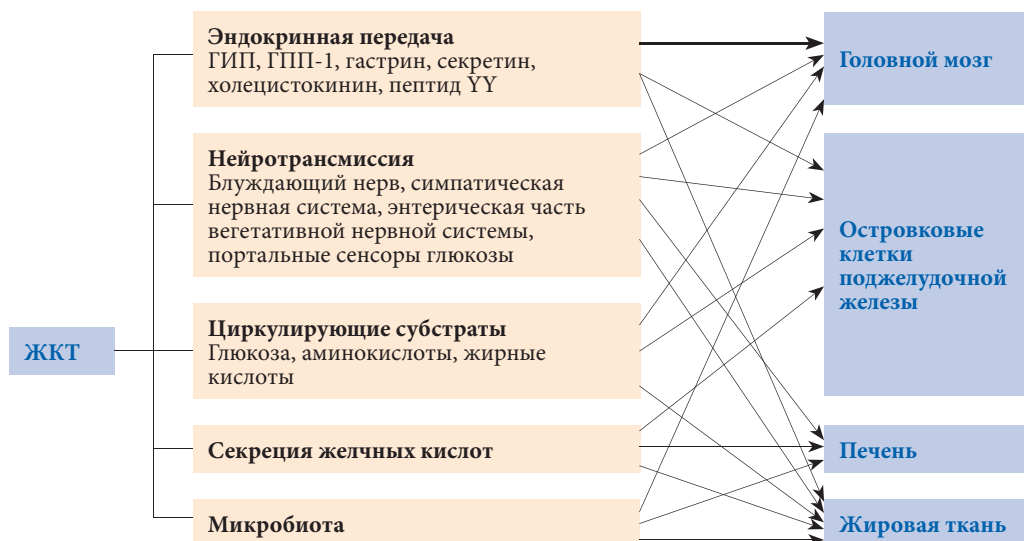 Эндокринная передача
ГИП, ГПП-1, гастрин, секретин,
холецистокинин, пептид YY
Нейротрансмиссия
Блуждающий нерв, симпатическая
нервная система, энтерическая часть
вегетативной нервной системы,
портальные сенсоры глюкозы
Циркулирующие субстраты
Глюкоза, аминокислоты, жирные
кислоты
Секреция желчных кислот
Микробиота
ЖКТ
Головной мозг
Островковые
клетки
поджелудочной
железы
Печень
Жировая ткань